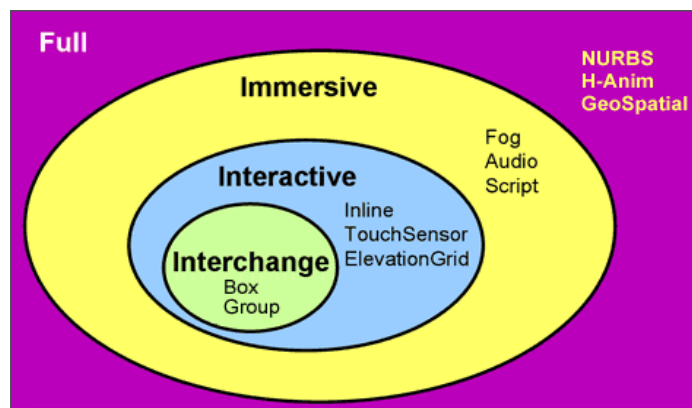 Full
NURBS
H-Anim
GeoSpatial
Immersive
Fog
Audio
Script
Interactive
Inline
TouchSensor
ElevationGrid
Interchange
Box
Group